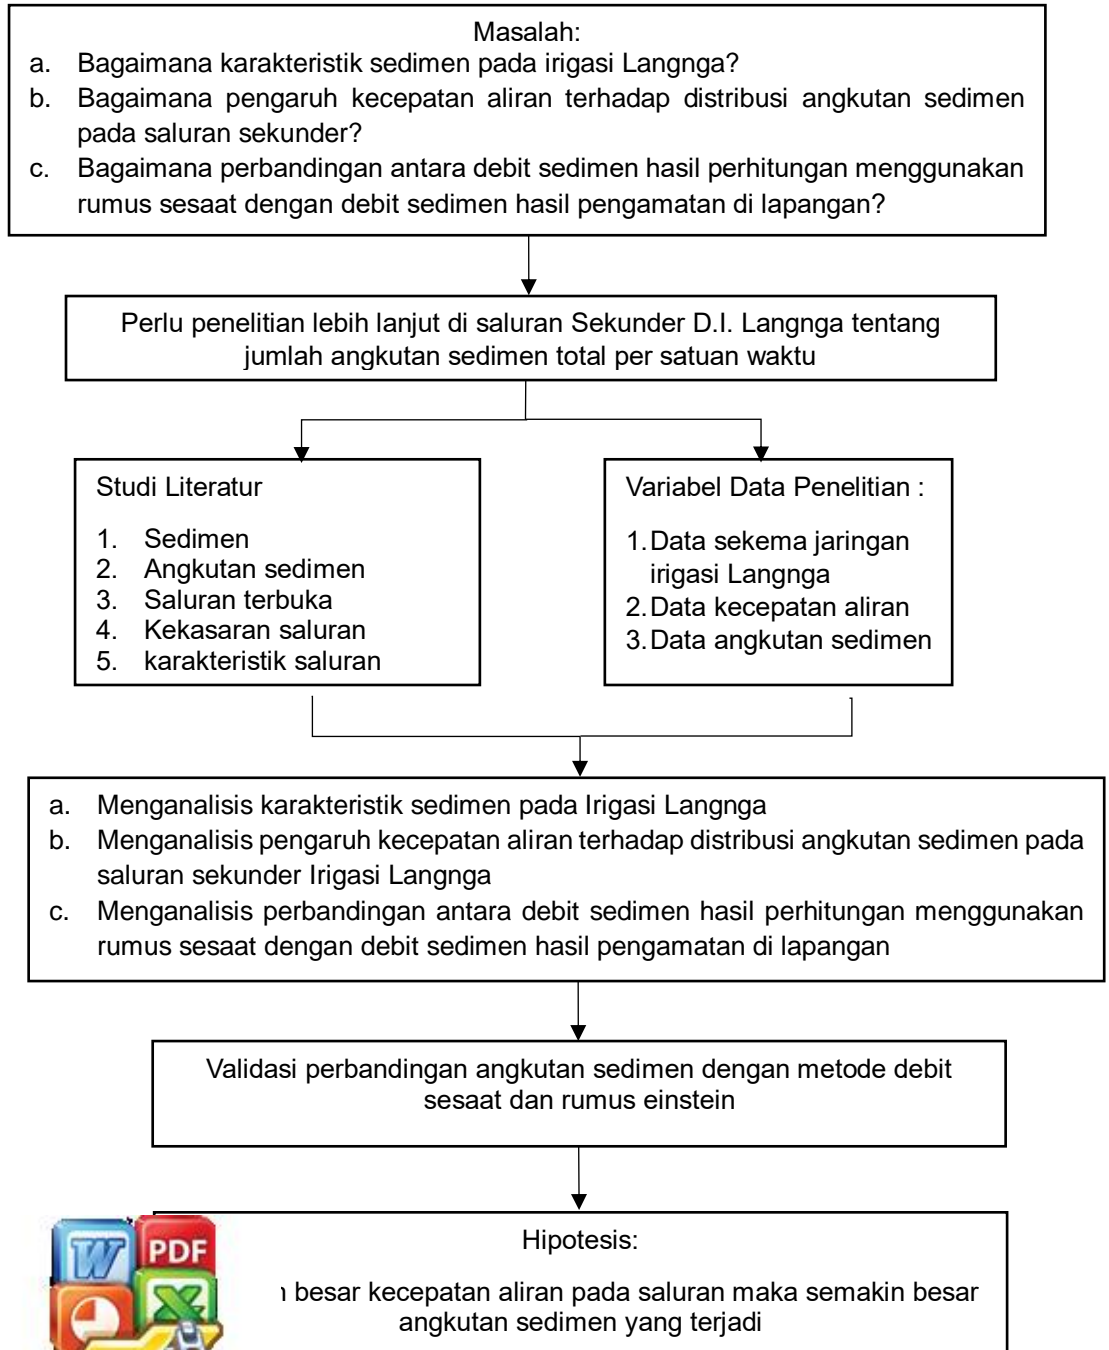 Masalah:
a. Bagaimana karakteristik sedimen pada irigasi Langnga?
b. Bagaimana pengaruh kecepatan aliran terhadap distribusi angkutan sedimen
pada saluran sekunder?
c. Bagaimana perbandingan antara debit sedimen hasil perhitungan menggunakan
rumus sesaat dengan debit sedimen hasil pengamatan di lapangan?
Perlu penelitian lebih lanjut di saluran Sekunder D.I. Langnga tentang
jumlah angkutan sedimen total per satuan waktu
Studi Literatur
1. Sedimen
2. Angkutan sedimen
3. Saluran terbuka
4. Kekasaran saluran
5. karakteristik saluran
Variabel Data Penelitian :
1. Data sekema jaringan
irigasi Langnga
2. Data kecepatan aliran
3. Data angkutan sedimen
a. Menganalisis karakteristik sedimen pada Irigasi Langnga
b. Menganalisis pengaruh kecepatan aliran terhadap distribusi angkutan sedimen pada
saluran sekunder Irigasi Langnga
c. Menganalisis perbandingan antara debit sedimen hasil perhitungan menggunakan
rumus sesaat dengan debit sedimen hasil pengamatan di lapangan
Validasi perbandingan angkutan sedimen dengan metode debit
sesaat dan rumus einstein
Hipotesis:
besar kecepatan aliran pada saluran maka semakin besar
angkutan sedimen yang terjadi
W PDF
X